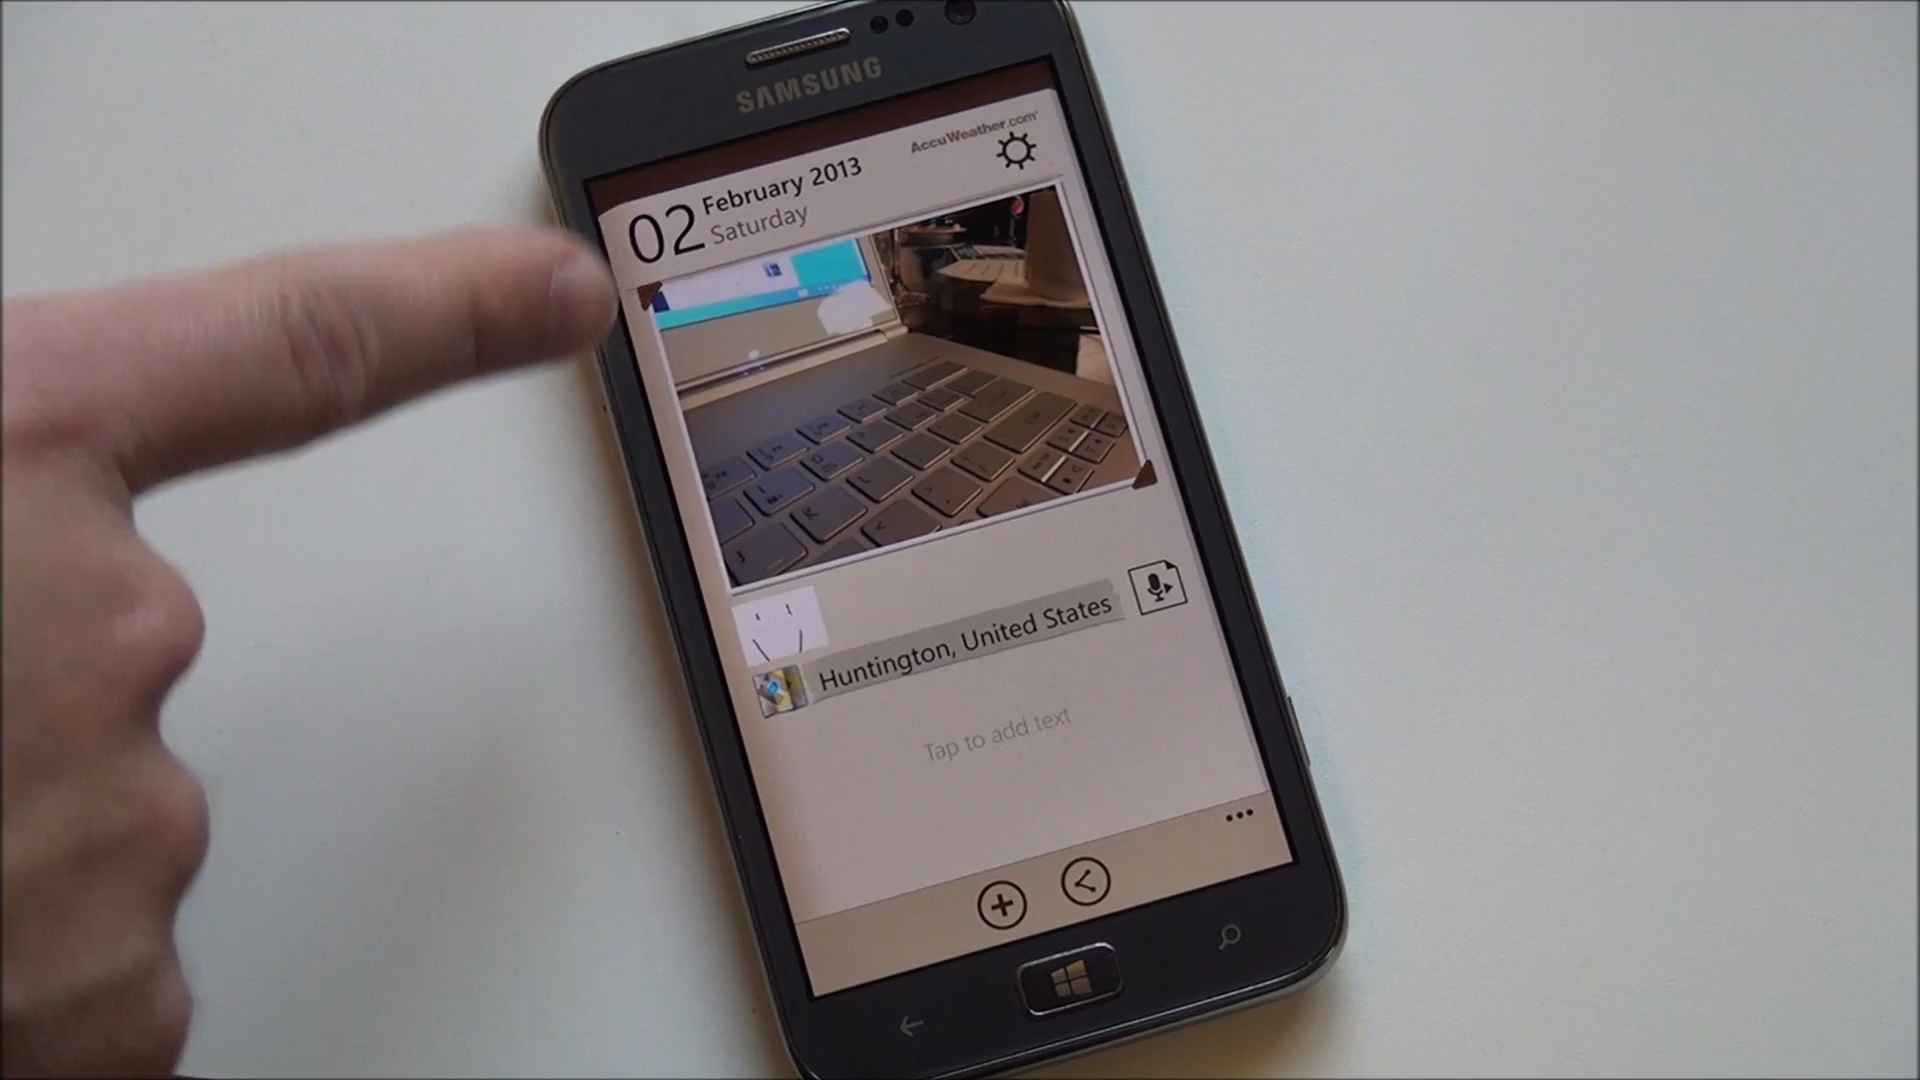 SAMSUNG
AccuWeather.com
02
February 2013
Saturday
J
K
L
<
Huntington, United States
Tap to add text